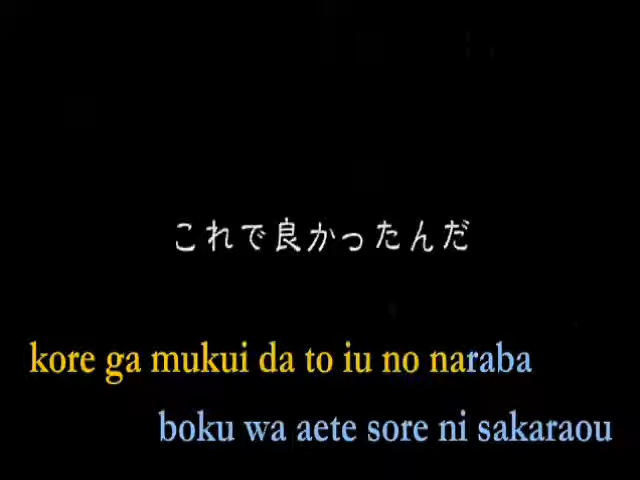 これで良かったんだ
kore ga mukui da to iu no naraba
boku wa aete sore ni sakaraou